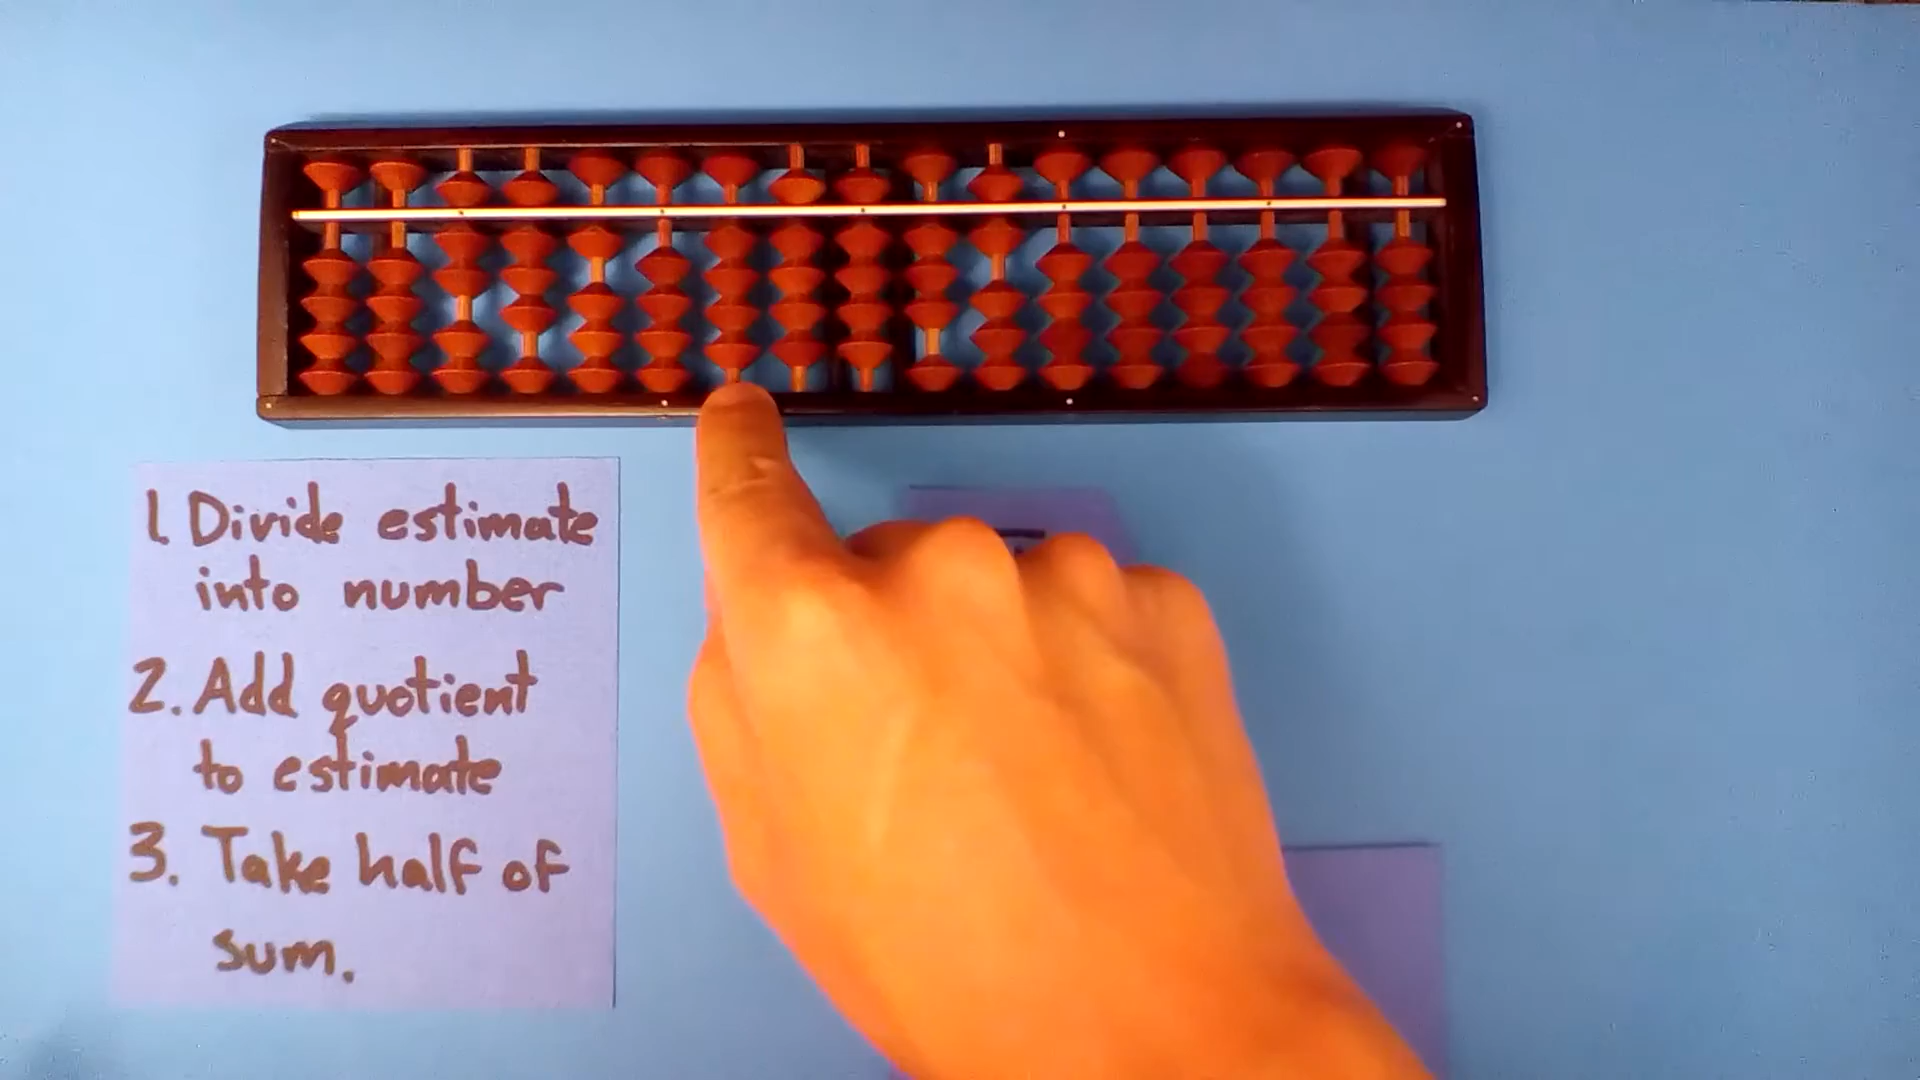 1. Divide estimate
into number
2. Add quotient
to estimate
3. Take half of
sum.